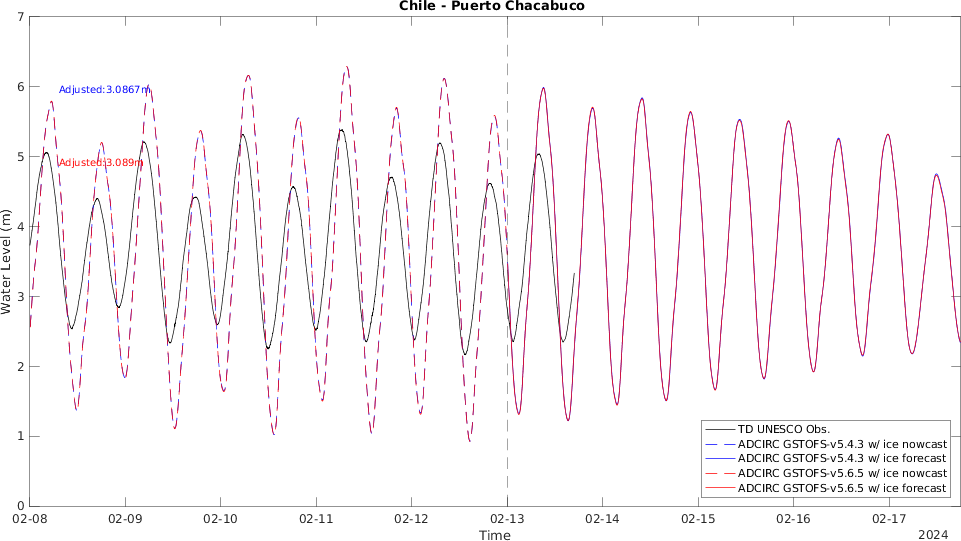 Chile - Puerto Chacabuco
7
6
5
4
3
2
1
0
Water Level (m)
Adjusted:3.0867m
Adjusted:3.089m
TD UNESCO Obs.
ADCIRC GSTOFS-v5.4.3 w/ ice nowcast
ADCIRC GSTOFS-v5.4.3 w/ ice forecast
ADCIRC GSTOFS-v5.6.5 w/ ice nowcast
ADCIRC GSTOFS-v5.6.5 w/ ice forecast
02-08 02-09 02-10 02-11 02-12 02-13 02-14 02-15 02-16 02-17
Time
2024